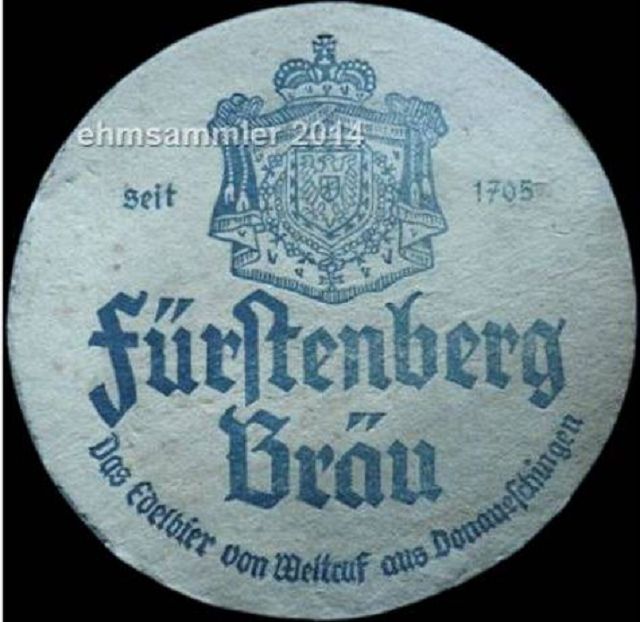 ehmsammler 2014
seit 1705
Fürstenberg
Bräu
Das Edelbier von Weltruf aus Donaueschingen